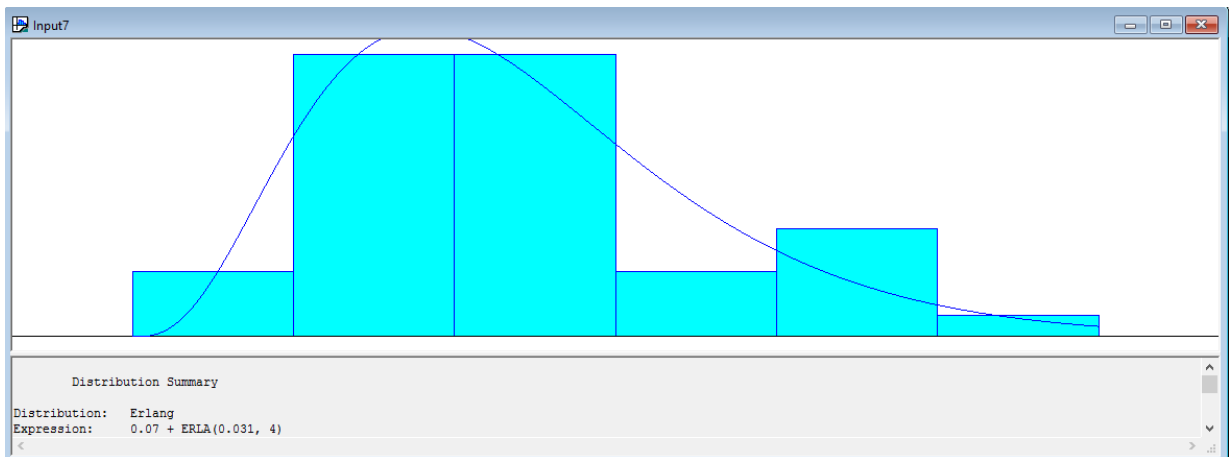 Input7
Distribution Summary
Distribution: Erlang
Expression: 0.07 + ERLA(0.031, 4)